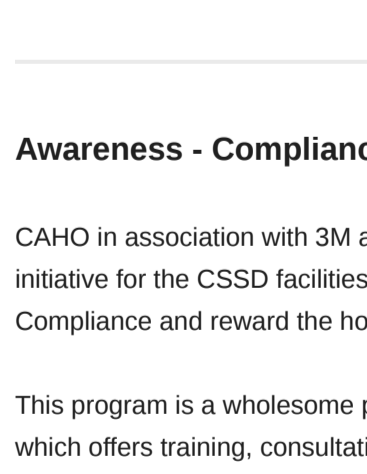 Awareness - Complianc
CAHO in association with 3M a
initiative for the CSSD facilities
Compliance and reward the ho
This program is a wholesome p
which offers training, consultati